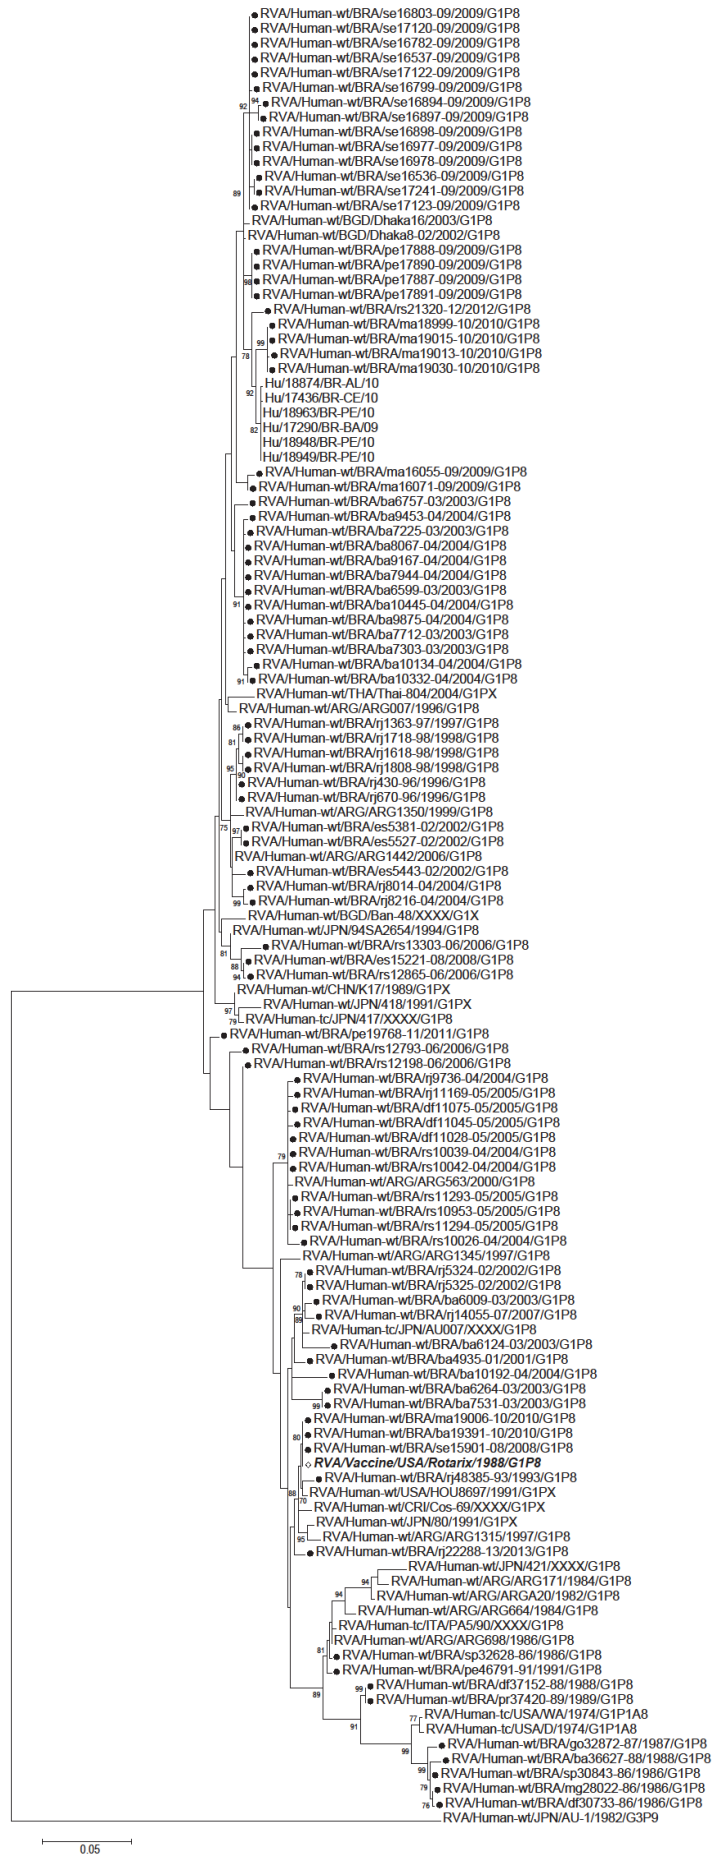 RVA/Human-wt/BRA/se16803-09/2009/G1P8
RVA/Human-wt/BRA/se17120-09/2009/G1P8
RVA/Human-wt/BRA/se16782-09/2009/G1P8
RVA/Human-wt/BRA/se16537-09/2009/G1P8
RVA/Human-wt/BRA/se17122-09/2009/G1P8
RVA/Human-wt/BRA/se16799-09/2009/G1P8
94 RVA/Human-wt/BRA/se16894-09/2009/G1P8
92
RVA/Human-wt/BRA/se16897-09/2009/G1P8
RVA/Human-wt/BRA/se16898-09/2009/G1P8
RVA/Human-wt/BRA/se16977-09/2009/G1P8
RVA/Human-wt/BRA/se16978-09/2009/G1P8
RVA/Human-wt/BRA/se16536-09/2009/G1P8
89 RVA/Human-wt/BRA/se17241-09/2009/G1P8
RVA/Human-wt/BRA/se17123-09/2009/G1P8
RVA/Human-wt/BGD/Dhaka16/2003/G1P8
RVA/Human-wt/BGD/Dhaka8-02/2002/G1P8
RVA/Human-wt/BRA/pe17888-09/2009/G1P8
RVA/Human-wt/BRA/pe17890-09/2009/G1P8
98 RVA/Human-wt/BRA/pe17887-09/2009/G1P8
RVA/Human-wt/BRA/pe17891-09/2009/G1P8
RVA/Human-wt/BRA/rs21320-12/2012/G1P8
RVA/Human-wt/BRA/ma18999-10/2010/G1P8
99 RVA/Human-wt/BRA/ma19015-10/2010/G1P8
78 RVA/Human-wt/BRA/ma19013-10/2010/G1P8
RVA/Human-wt/BRA/ma19030-10/2010/G1P8
Hu/18874/BR-AL/10
92
Hu/17436/BR-CE/10
Hu/18963/BR-PE/10
82 Hu/17290/BR-BA/09
Hu/18948/BR-PE/10
Hu/18949/BR-PE/10
RVA/Human-wt/BRA/ma16055-09/2009/G1P8
RVA/Human-wt/BRA/ma16071-09/2009/G1P8
RVA/Human-wt/BRA/ba6757-03/2003/G1P8
RVA/Human-wt/BRA/ba9453-04/2004/G1P8
RVA/Human-wt/BRA/ba7225-03/2003/G1P8
RVA/Human-wt/BRA/ba8067-04/2004/G1P8
RVA/Human-wt/BRA/ba9167-04/2004/G1P8
RVA/Human-wt/BRA/ba7944-04/2004/G1P8
RVA/Human-wt/BRA/ba6599-03/2003/G1P8
91 RVA/Human-wt/BRA/ba10445-04/2004/G1P8
RVA/Human-wt/BRA/ba9875-04/2004/G1P8
RVA/Human-wt/BRA/ba7712-03/2003/G1P8
RVA/Human-wt/BRA/ba7303-03/2003/G1P8
RVA/Human-wt/BRA/ba10134-04/2004/G1P8
91 RVA/Human-wt/BRA/ba10332-04/2004/G1P8
RVA/Human-wt/THA/Thai-804/2004/G1PX
RVA/Human-wt/ARG/ARG007/1996/G1P8
86 RVA/Human-wt/BRA/rj1363-97/1997/G1P8
81 RVA/Human-wt/BRA/rj1718-98/1998/G1P8
RVA/Human-wt/BRA/rj1618-98/1998/G1P8
95 90 RVA/Human-wt/BRA/rj1808-98/1998/G1P8
RVA/Human-wt/BRA/rj430-96/1996/G1P8
RVA/Human-wt/BRA/rj670-96/1996/G1P8
RVA/Human-wt/ARG/ARG1350/1999/G1P8
75 97 RVA/Human-wt/BRA/es5381-02/2002/G1P8
RVA/Human-wt/BRA/es5527-02/2002/G1P8
RVA/Human-wt/ARG/ARG1442/2006/G1P8
RVA/Human-wt/BRA/es5443-02/2002/G1P8
RVA/Human-wt/BRA/rj8014-04/2004/G1P8
99 RVA/Human-wt/BRA/rj8216-04/2004/G1P8
RVA/Human-wt/BGD/Ban-48/XXXX/G1X
RVA/Human-wt/JPN/94SA2654/1994/G1P8
81 RVA/Human-wt/BRA/rs13303-06/2006/G1P8
88 RVA/Human-wt/BRA/es15221-08/2008/G1P8
94 RVA/Human-wt/BRA/rs12865-06/2006/G1P8
RVA/Human-wt/CHN/K17/1989/G1PX
97 RVA/Human-wt/JPN/418/1991/G1PX
79 RVA/Human-tc/JPN/417/XXXX/G1P8
RVA/Human-wt/BRA/pe19768-11/2011/G1P8
RVA/Human-wt/BRA/rs12793-06/2006/G1P8
RVA/Human-wt/BRA/rs12198-06/2006/G1P8
RVA/Human-wt/BRA/rj9736-04/2004/G1P8
RVA/Human-wt/BRA/rj11169-05/2005/G1P8
RVA/Human-wt/BRA/df11075-05/2005/G1P8
RVA/Human-wt/BRA/df11045-05/2005/G1P8
RVA/Human-wt/BRA/df11028-05/2005/G1P8
79 RVA/Human-wt/BRA/rs10039-04/2004/G1P8
RVA/Human-wt/BRA/rs10042-04/2004/G1P8
RVA/Human-wt/ARG/ARG563/2000/G1P8
RVA/Human-wt/BRA/rs11293-05/2005/G1P8
RVA/Human-wt/BRA/rs10953-05/2005/G1P8
RVA/Human-wt/BRA/rs11294-05/2005/G1P8
RVA/Human-wt/BRA/rs10026-04/2004/G1P8
RVA/Human-wt/ARG/ARG1345/1997/G1P8
78 RVA/Human-wt/BRA/rj5324-02/2002/G1P8
RVA/Human-wt/BRA/rj5325-02/2002/G1P8
90 RVA/Human-wt/BRA/ba6009-03/2003/G1P8
89 RVA/Human-wt/BRA/rj14055-07/2007/G1P8
RVA/Human-tc/JPN/AU007/XXXX/G1P8
RVA/Human-wt/BRA/ba6124-03/2003/G1P8
RVA/Human-wt/BRA/ba4935-01/2001/G1P8
RVA/Human-wt/BRA/ba10192-04/2004/G1P8
RVA/Human-wt/BRA/ba6264-03/2003/G1P8
99 RVA/Human-wt/BRA/ba7531-03/2003/G1P8
RVA/Human-wt/BRA/ma19006-10/2010/G1P8
80 RVA/Human-wt/BRA/ba19391-10/2010/G1P8
RVA/Human-wt/BRA/se15901-08/2008/G1P8
RVA/Vaccine/USA/Rotarix/1988/G1P8
RVA/Human-wt/BRA/rj48385-93/1993/G1P8
88 RVA/Human-wt/USA/HOU8697/1991/G1PX
70 RVA/Human-wt/CRI/Cos-69/XXXX/G1PX
RVA/Human-wt/JPN/80/1991/G1PX
95 RVA/Human-wt/ARG/ARG1315/1997/G1P8
RVA/Human-wt/BRA/rj22288-13/2013/G1P8
RVA/Human-wt/JPN/421/XXXX/G1P8
94 RVA/Human-wt/ARG/ARG171/1984/G1P8
94 RVA/Human-wt/ARG/ARGA20/1982/G1P8
RVA/Human-wt/ARG/ARG664/1984/G1P8
RVA/Human-tc/ITA/PA5/90/XXXX/G1P8
RVA/Human-wt/ARG/ARG698/1986/G1P8
81 RVA/Human-wt/BRA/sp32628-86/1986/G1P8
RVA/Human-wt/BRA/pe46791-91/1991/G1P8
99 RVA/Human-wt/BRA/df37152-88/1988/G1P8
89 RVA/Human-wt/BRA/pr37420-89/1989/G1P8
77 RVA/Human-tc/USA/WA/1974/G1P1A8
91 RVA/Human-tc/USA/D/1974/G1P1A8
99 RVA/Human-wt/BRA/go32872-87/1987/G1P8
RVA/Human-wt/BRA/ba36627-88/1988/G1P8
99 RVA/Human-wt/BRA/sp30843-86/1986/G1P8
79 RVA/Human-wt/BRA/mg28022-86/1986/G1P8
76 RVA/Human-wt/BRA/df30733-86/1986/G1P8
RVA/Human-wt/JPN/AU-1/1982/G3P9
0.05